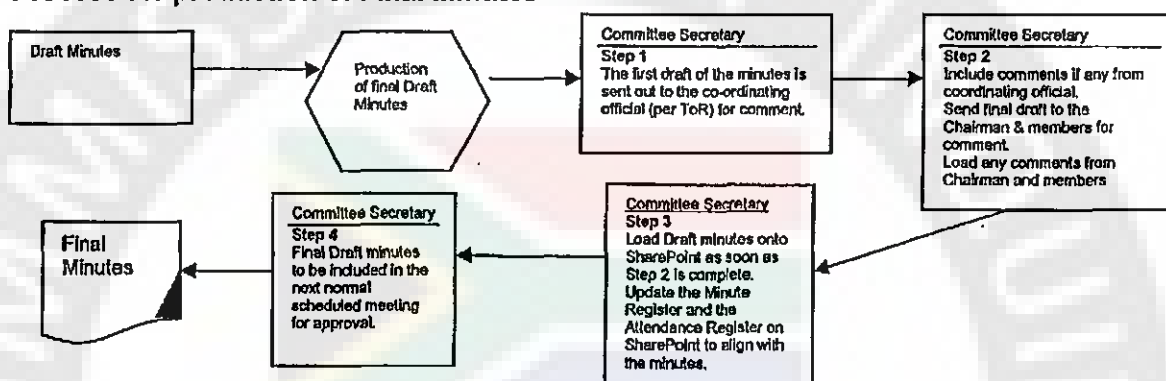 Draft Minutes
Production
of final Draft
Minutes
Committee Secretary
Step 1
The first draft of the minutes is
sent out to the co-ordinating
official (per ToR) for comment.
Committee Secretary
Step 2
Include comments if any from
coordinating official.
Send final draft to the
Chairman & members for
comment.
Load any comments from
Chairman and members
Committee Secretary
Step 3
Load Draft minutes onto
SharePoint as soon as
Step 2 is complete.
Update the Minute
Register and the
Attendance Register on
SharePoint to align with
the minutes.
Committee Secretary
Step 4
Final Draft minutes
to be included in the
next normal
scheduled meeting
for approval.
Final
Minutes